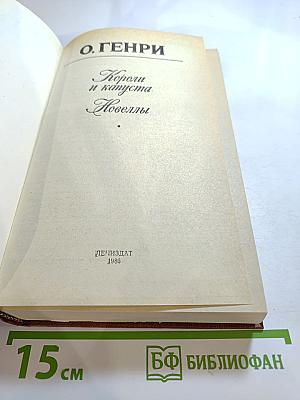 О. ГЕНРИ
Короли
и капуста
Новеллы
ЛЕНИЗДАТ
1986
15 см
БФ БИБЛИОФАН